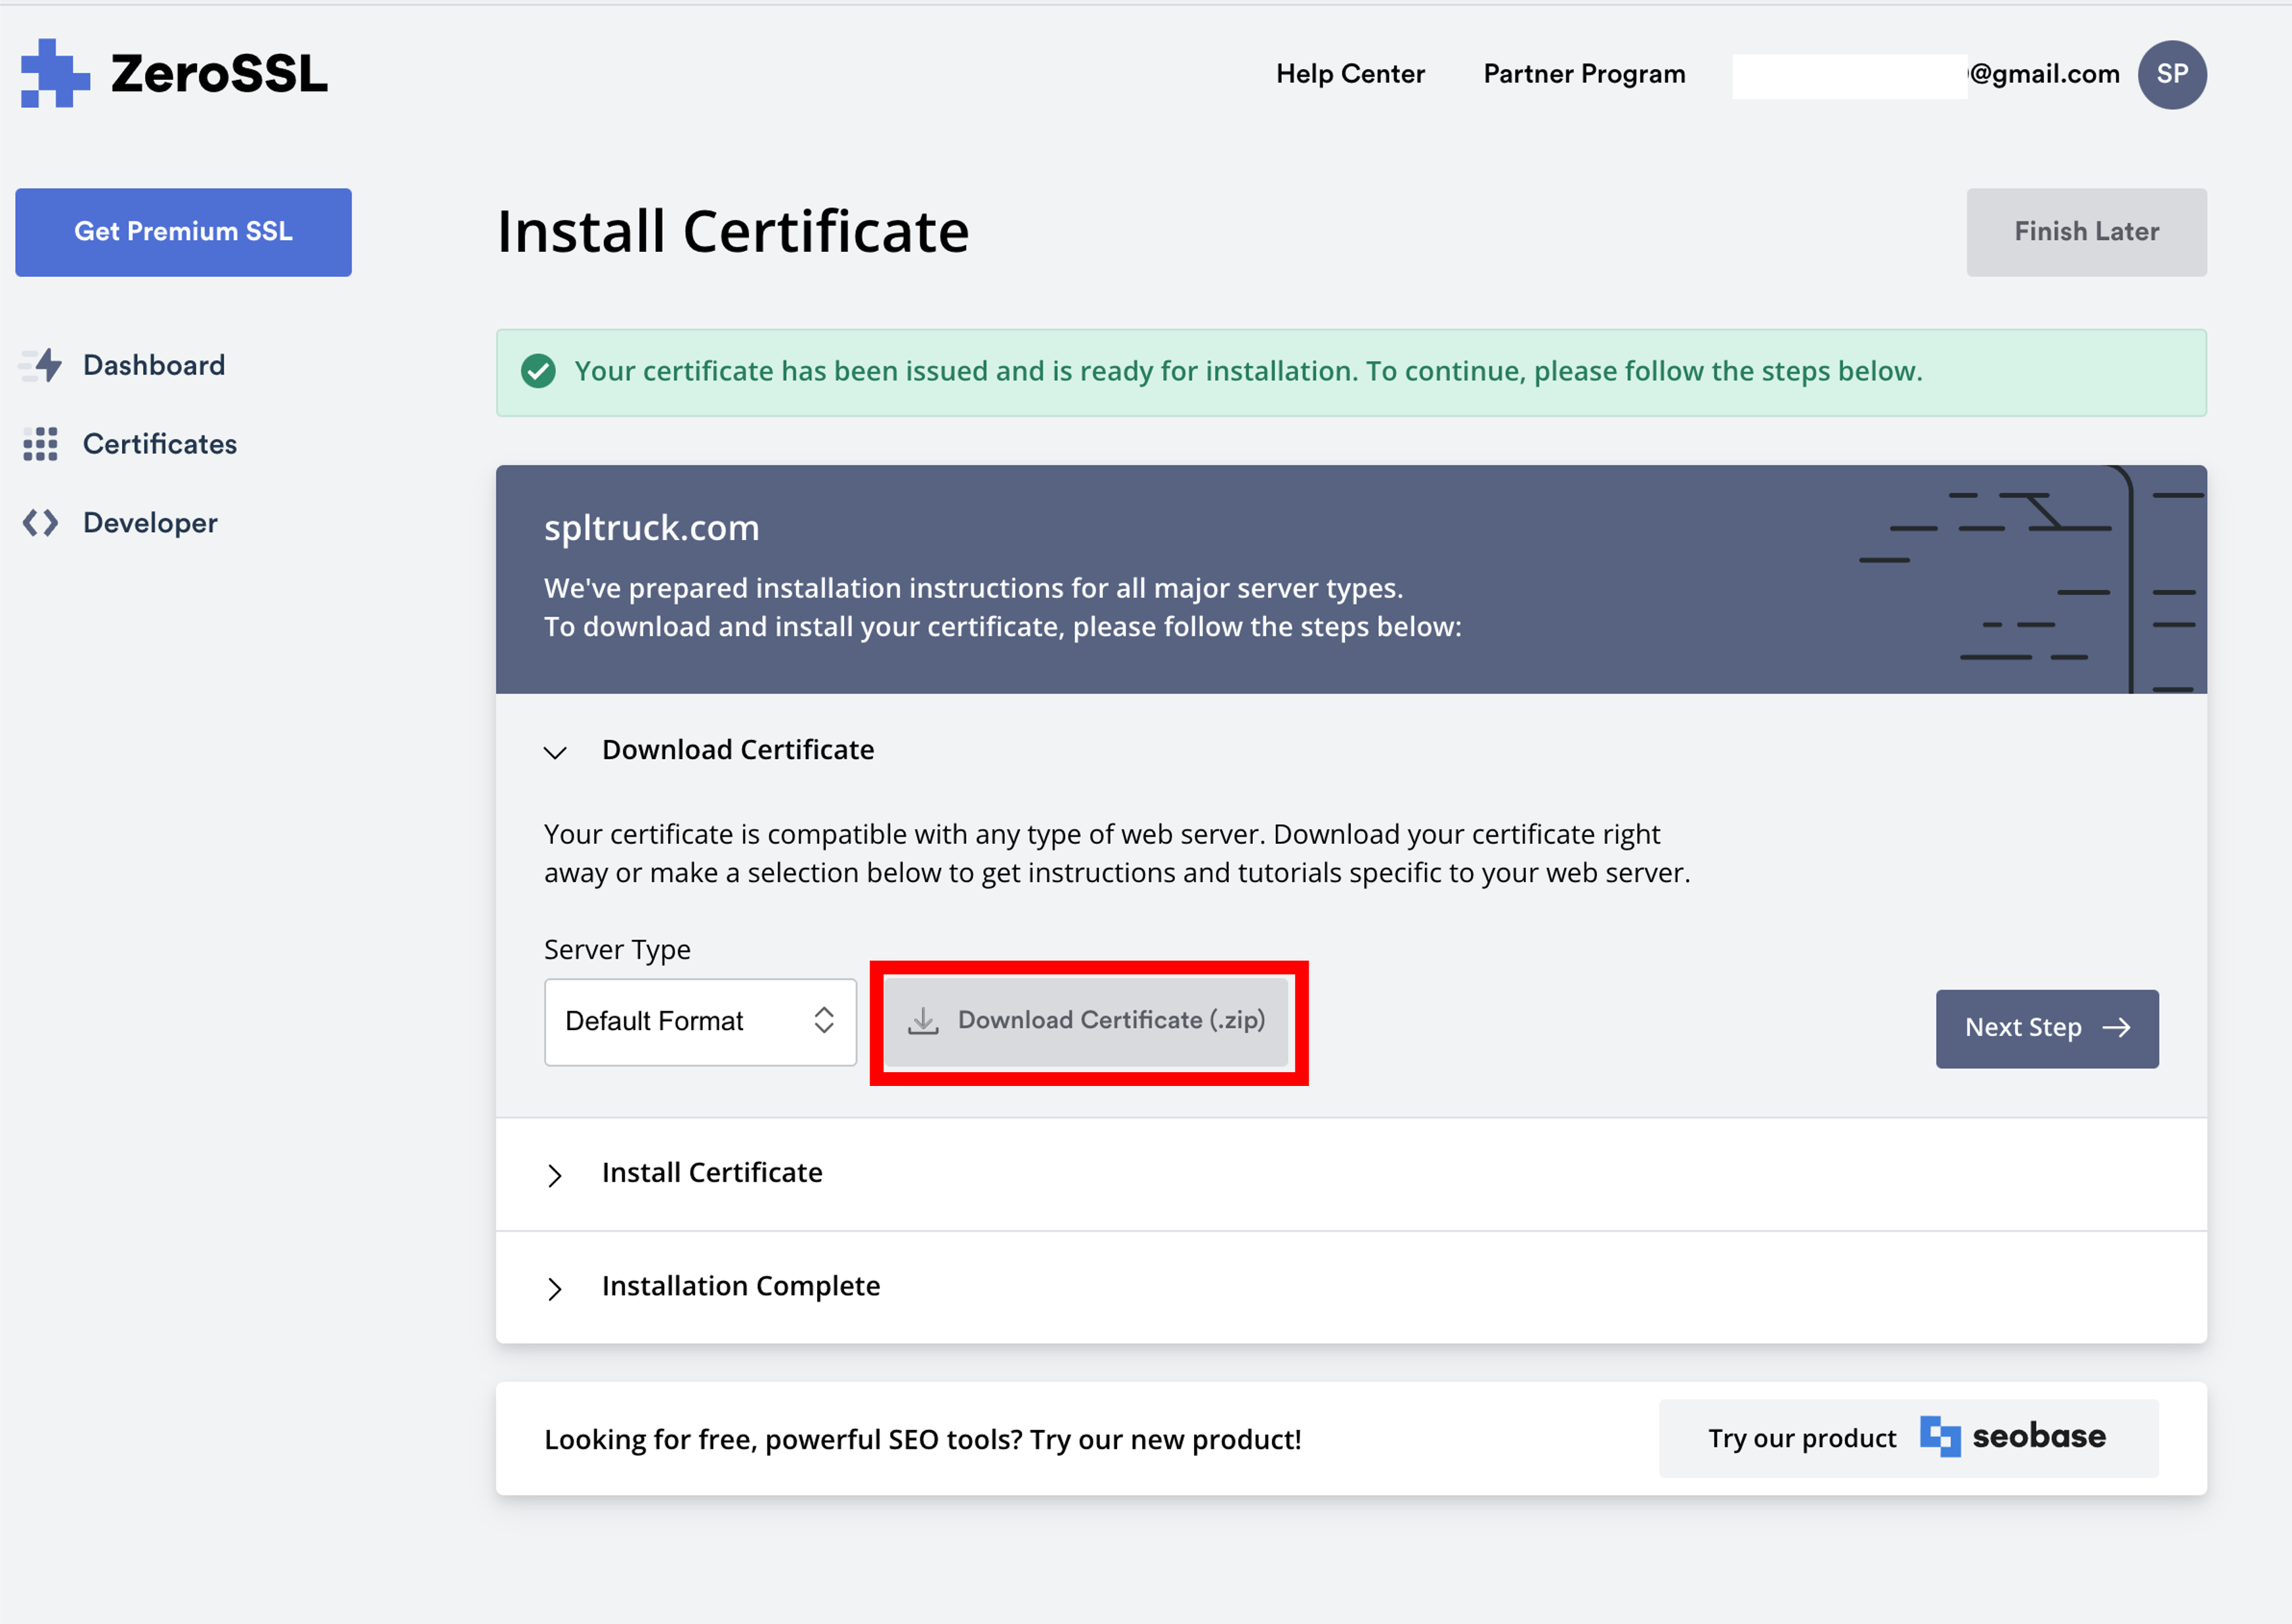 ZeroSSL
Help Center
Partner Program
@gmail.com
SP
Get Premium SSL
Install Certificate
Finish Later
Dashboard
Certificates
Developer
Your certificate has been issued and is ready for installation. To continue, please follow the steps below.
spltruck.com
We've prepared installation instructions for all major server types.
To download and install your certificate, please follow the steps below:
Download Certificate
Your certificate is compatible with any type of web server. Download your certificate right
away or make a selection below to get instructions and tutorials specific to your web server.
Server Type
Default Format
Download Certificate (.zip)
Next Step
Install Certificate
Installation Complete
Looking for free, powerful SEO tools? Try our new product!
Try our product
seobase